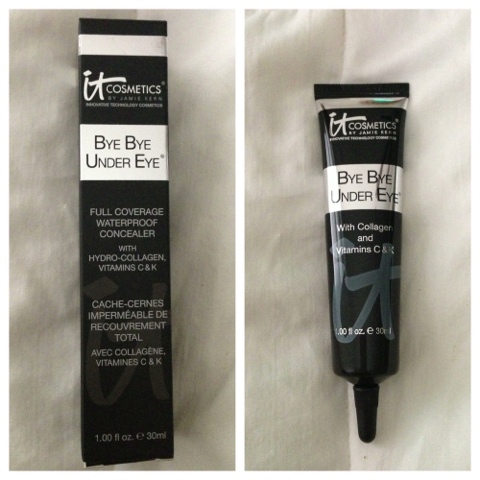 it COSMETICS®
BY JAMIE KERN
INNOVATIVE TECHNOLOGY COSMETICS
BYE BYE
UNDER EYE®
FULL COVERAGE
WATERPROOF
CONCEALER
WITH
HYDRO-COLLAGEN,
VITAMINS C & K
CACHE-CERNES
IMPERMÉABLE DE
RECOUVREMENT
TOTAL
AVEC COLLAGÈNE,
VITAMINES C & K
it
1.00 fl oz. ℮ 30ml
it COSMETICS®
BY JAMIE KERN
INNOVATIVE TECHNOLOGY COSMETICS
BYE BYE
UNDER EYE®
With Collagen
and
Vitamins C & K
it
1.00 fl oz. ℮ 30ml